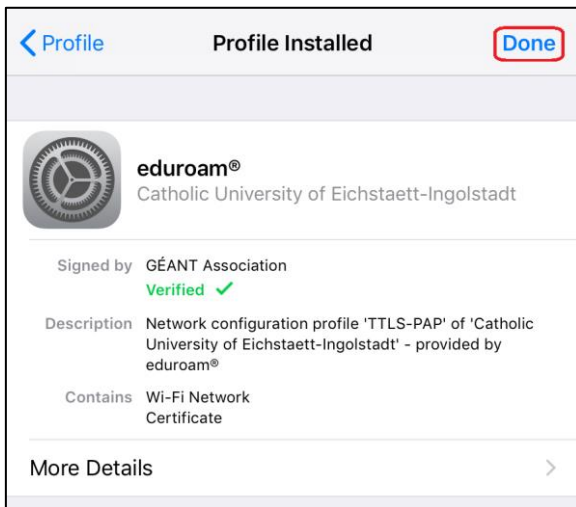 Profile
Profile Installed
Done
eduroam®
Catholic University of Eichstaett-Ingolstadt
Signed by GÉANT Association
Verified ✓
Description Network configuration profile 'TTLS-PAP' of 'Catholic
University of Eichstaett-Ingolstadt' - provided by
eduroam®
Contains Wi-Fi Network
Certificate
More Details